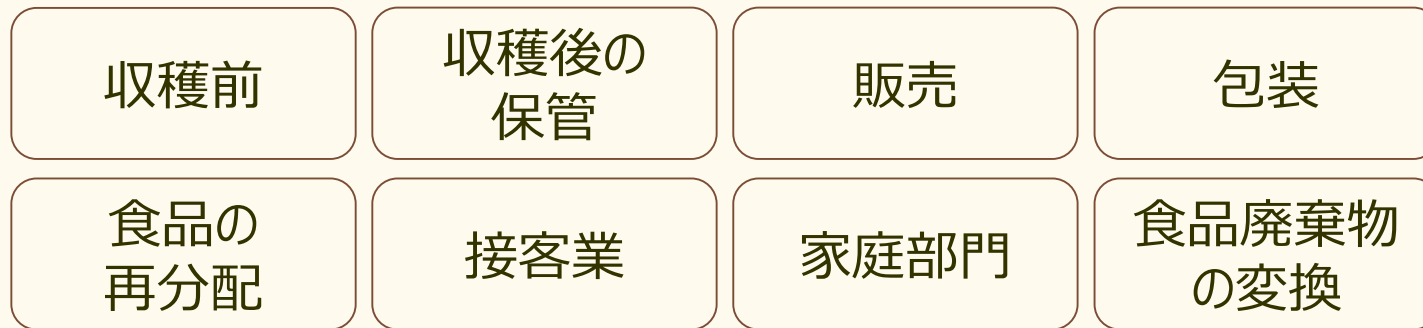 収穫前
収穫後の
保管
販売
包装
食品の
再分配
接客業
家庭部門
食品廃棄物
の変換